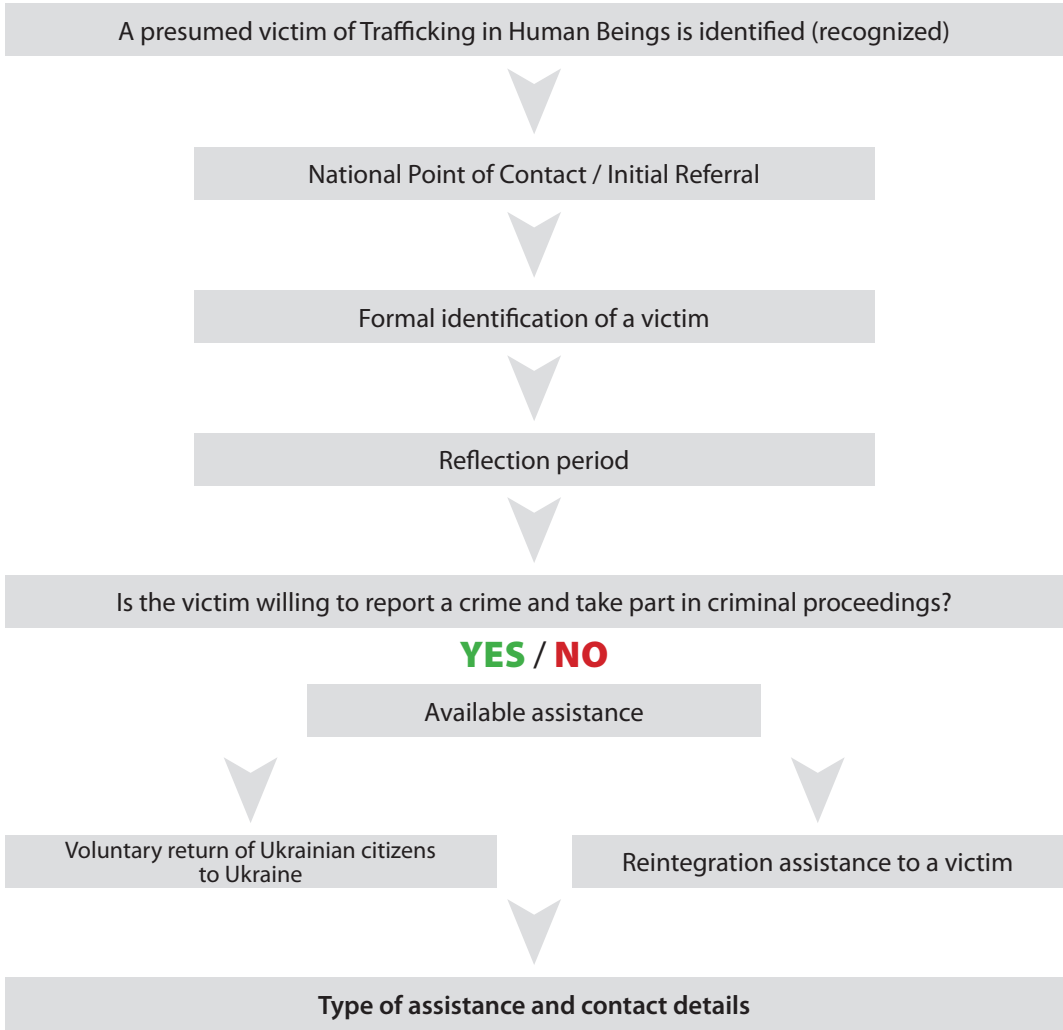 A presumed victim of Trafficking in Human Beings is identified (recognized)
National Point of Contact / Initial Referral
Formal identification of a victim
Reflection period
Is the victim willing to report a crime and take part in criminal proceedings?
YES / NO
Available assistance
Voluntary return of Ukrainian citizens
to Ukraine
Reintegration assistance to a victim
Type of assistance and contact details